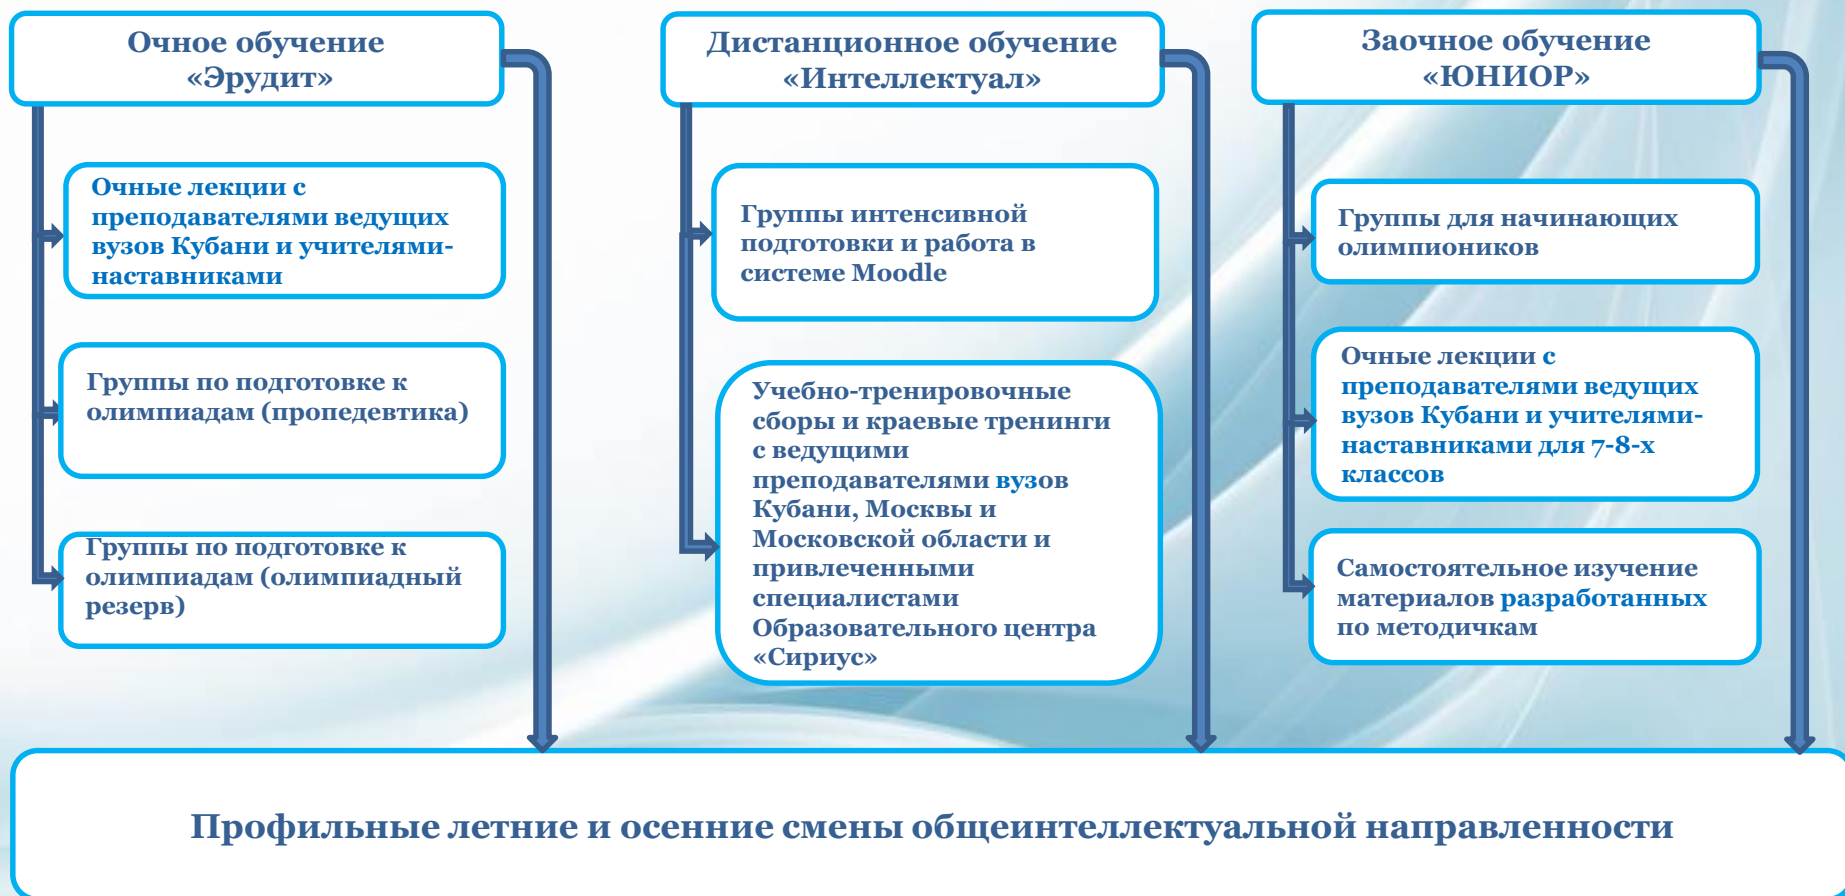 Очное обучение
«Эрудит»
Очные лекции с
преподавателями ведущих
вузов Кубани и учителями-
наставниками
Группы по подготовке к
олимпиадам (пропедевтика)
Группы по подготовке к
олимпиадам (олимпиадный
резерв)
Дистанционное обучение
«Интеллектуал»
Группы интенсивной
подготовки и работа в
системе Moodle
Учебно-тренировочные
сборы и краевые тренинги
с ведущими
преподавателями вузов
Кубани, Москвы и
Московской области и
привлеченными
специалистами
Образовательного центра
«Сириус»
Заочное обучение
«ЮНИОР»
Группы для начинающих
олимпиоников
Очные лекции с
преподавателями ведущих
вузов Кубани и учителями-
наставниками для 7-8-х
классов
Самостоятельное изучение
материалов разработанных
по методичкам
Профильные летние и осенние смены общеинтеллектуальной направленности